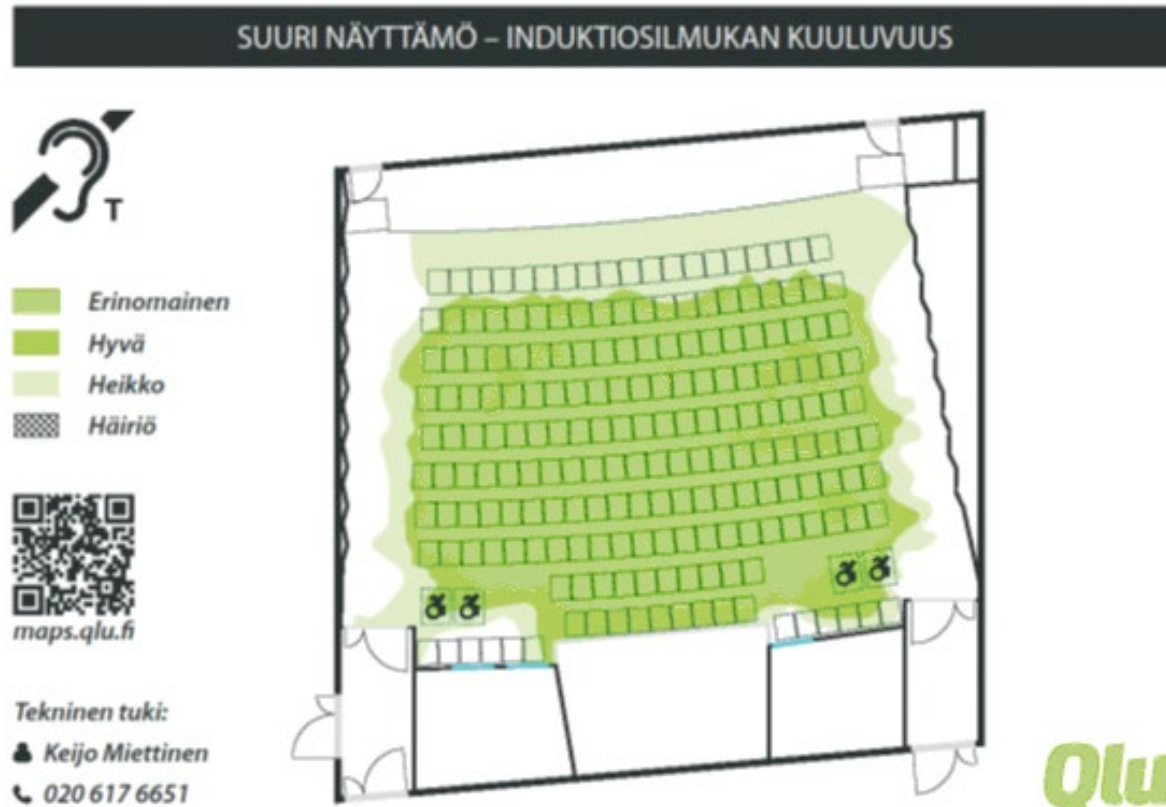 SUURI NÄYTTÄMÖ – INDUKTIOSILMUKAN KUULUVUUS
T
Erinomainen
Hyvä
Heikko
Häiriö
maps.qlu.fi
Tekninen tuki:
Keijo Miettinen
020 617 6651
Qlu